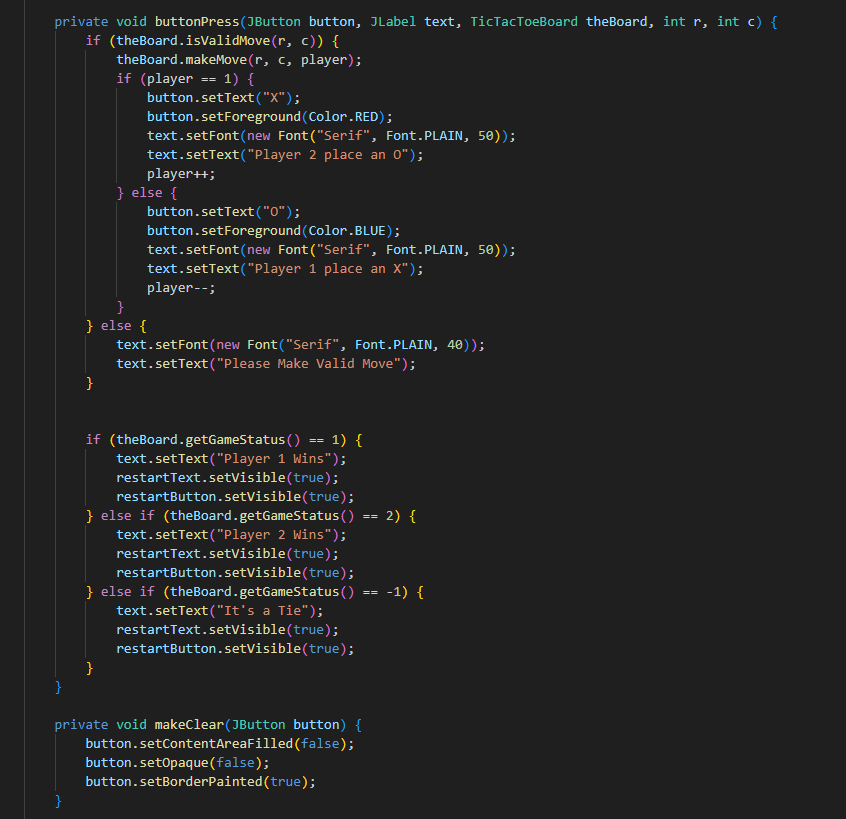 private void buttonPress(JButton button, JLabel text, TicTacToeBoard theBoard, int r, int c) {
    if (theBoard.isValidMove(r, c)) {
        theBoard.makeMove(r, c, player);
        if (player == 1) {
            button.setText("X");
            button.setForeground(Color.RED);
            text.setFont(new Font("Serif", Font.PLAIN, 50));
            text.setText("Player 2 place an O");
            player++;
        } else {
            button.setText("O");
            button.setForeground(Color.BLUE);
            text.setFont(new Font("Serif", Font.PLAIN, 50));
            text.setText("Player 1 place an X");
            player--;
        }
    } else {
        text.setFont(new Font("Serif", Font.PLAIN, 40));
        text.setText("Please Make Valid Move");
    }
    if (theBoard.getGameStatus() == 1) {
        text.setText("Player 1 Wins");
        restartText.setVisible(true);
        restartButton.setVisible(true);
    } else if (theBoard.getGameStatus() == 2) {
        text.setText("Player 2 Wins");
        restartText.setVisible(true);
        restartButton.setVisible(true);
    } else if (theBoard.getGameStatus() == -1) {
        text.setText("It's a Tie");
        restartText.setVisible(true);
        restartButton.setVisible(true);
    }
}
private void makeClear(JButton button) {
    button.setContentAreaFilled(false);
    button.setOpaque(false);
    button.setBorderPainted(true);
}